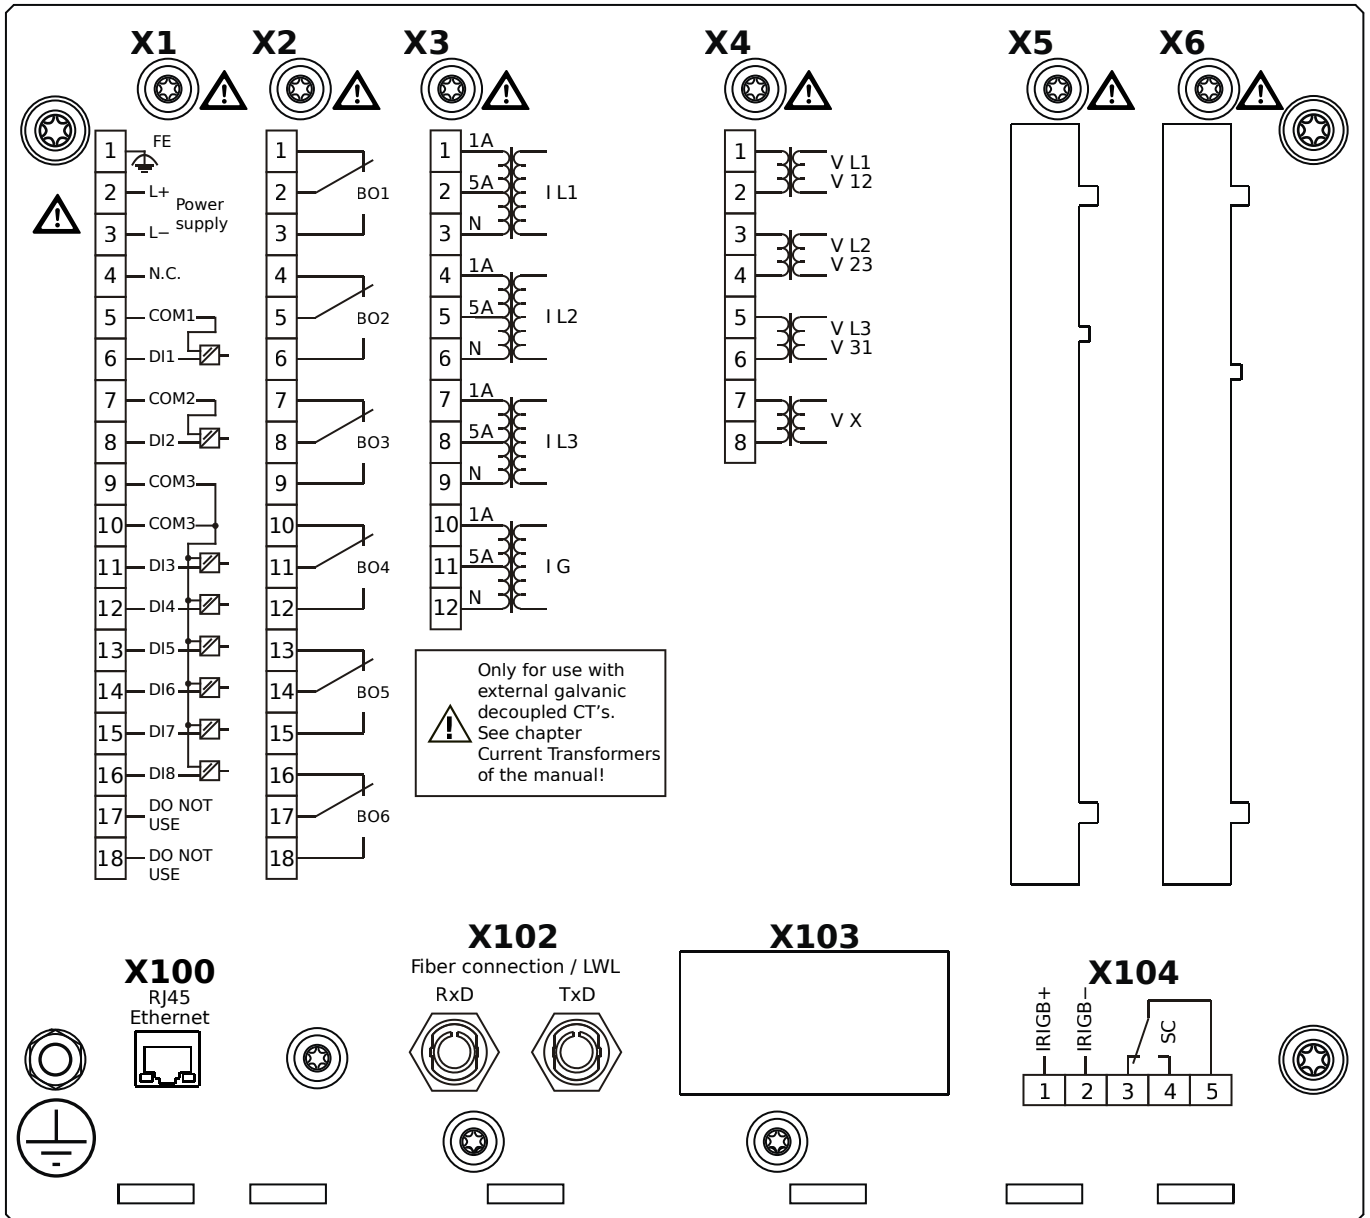 X1
X2
X3
X4
X5
X6
1 FE
2 L+
3 L−
Power
supply
4 N.C.
5 COM1
6 DI1
7 COM2
8 DI2
9 COM3
10 COM3
11 DI3
12 DI4
13 DI5
14 DI6
15 DI7
16 DI8
17 DO NOT
USE
18 DO NOT
USE
1
2 BO1
3
4
5 BO2
6
7
8 BO3
9
10
11 BO4
12
13
14 BO5
15
16
17 BO6
18
1 1A
2 5A I L1
3 N
4 1A
5 5A I L2
6 N
7 1A
8 5A I L3
9 N
10 1A
11 5A I G
12 N
Only for use with
external galvanic
decoupled CT's.
See chapter
Current Transformers
of the manual!
1 V L1
2 V 12
3 V L2
4 V 23
5 V L3
6 V 31
7 V X
8
X100
RJ45
Ethernet
X102
Fiber connection / LWL
RxD TxD
X103
X104
IRIGB+
IRIGB−
SC
1 2 3 4 5